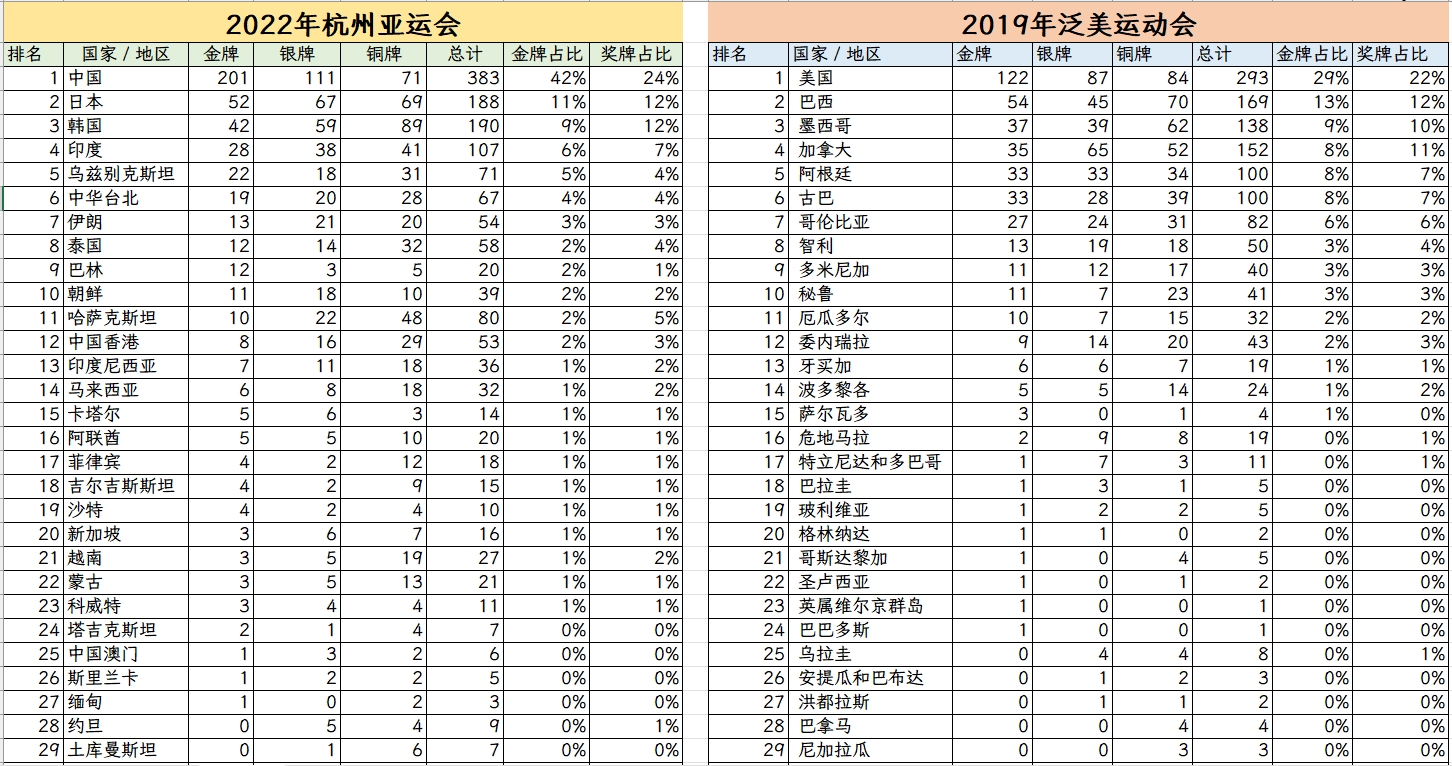 2022年杭州亚运会 2019年泛美运动会
排名 国家 / 地区 金牌 银牌 铜牌 总计 金牌占比 奖牌占比 排名 国家 / 地区 金牌 银牌 铜牌 总计 金牌占比 奖牌占比
1 中国 201 111 71 383 42% 24% 1 美国 122 87 84 293 29% 22%
2 日本 52 67 69 188 11% 12% 2 巴西 54 45 70 169 13% 12%
3 韩国 42 59 89 190 9% 12% 3 墨西哥 37 39 62 138 9% 10%
4 印度 28 38 41 107 6% 7% 4 加拿大 35 65 52 152 8% 11%
5 乌兹别克斯坦 22 18 31 71 5% 4% 5 阿根廷 33 33 34 100 8% 7%
6 中华台北 19 20 28 67 4% 4% 6 古巴 33 28 39 100 8% 7%
7 伊朗 13 21 20 54 3% 3% 7 哥伦比亚 27 24 31 82 6% 6%
8 泰国 12 14 32 58 2% 4% 8 智利 13 19 18 50 3% 4%
9 巴林 12 3 5 20 2% 1% 9 多米尼加 11 12 17 40 3% 3%
10 朝鲜 11 18 10 39 2% 2% 10 秘鲁 11 7 23 41 3% 3%
11 哈萨克斯坦 10 22 48 80 2% 5% 11 厄瓜多尔 10 7 15 32 2% 2%
12 中国香港 8 16 29 53 2% 3% 12 委内瑞拉 9 14 20 43 2% 3%
13 印度尼西亚 7 11 18 36 1% 2% 13 牙买加 6 6 7 19 1% 1%
14 马来西亚 6 8 18 32 1% 2% 14 波多黎各 5 5 14 24 1% 2%
15 卡塔尔 5 6 3 14 1% 1% 15 萨尔瓦多 3 0 1 4 1% 0%
16 阿联酋 5 5 10 20 1% 1% 16 危地马拉 2 9 8 19 0% 1%
17 菲律宾 4 2 12 18 1% 1% 17 特立尼达和多巴哥 1 7 3 11 0% 1%
18 吉尔吉斯斯坦 4 2 9 15 1% 1% 18 巴拉圭 1 3 1 5 0% 0%
19 沙特 4 2 4 10 1% 1% 19 玻利维亚 1 2 2 5 0% 0%
20 新加坡 3 6 7 16 1% 1% 20 格林纳达 1 1 0 2 0% 0%
21 越南 3 5 19 27 1% 2% 21 哥斯达黎加 1 0 4 5 0% 0%
22 蒙古 3 5 13 21 1% 1% 22 圣卢西亚 1 0 1 2 0% 0%
23 科威特 3 4 4 11 1% 1% 23 英属维尔京群岛 1 0 0 1 0% 0%
24 塔吉克斯坦 2 1 4 7 0% 0% 24 巴巴多斯 1 0 0 1 0% 0%
25 中国澳门 1 3 2 6 0% 0% 25 乌拉圭 0 4 4 8 0% 1%
26 斯里兰卡 1 2 2 5 0% 0% 26 安提瓜和巴布达 0 1 2 3 0% 0%
27 缅甸 1 0 2 3 0% 0% 27 洪都拉斯 0 1 1 2 0% 0%
28 约旦 0 5 4 9 0% 1% 28 巴拿马 0 0 4 4 0% 0%
29 土库曼斯坦 0 1 6 7 0% 0% 29 尼加拉瓜 0 0 3 3 0% 0%